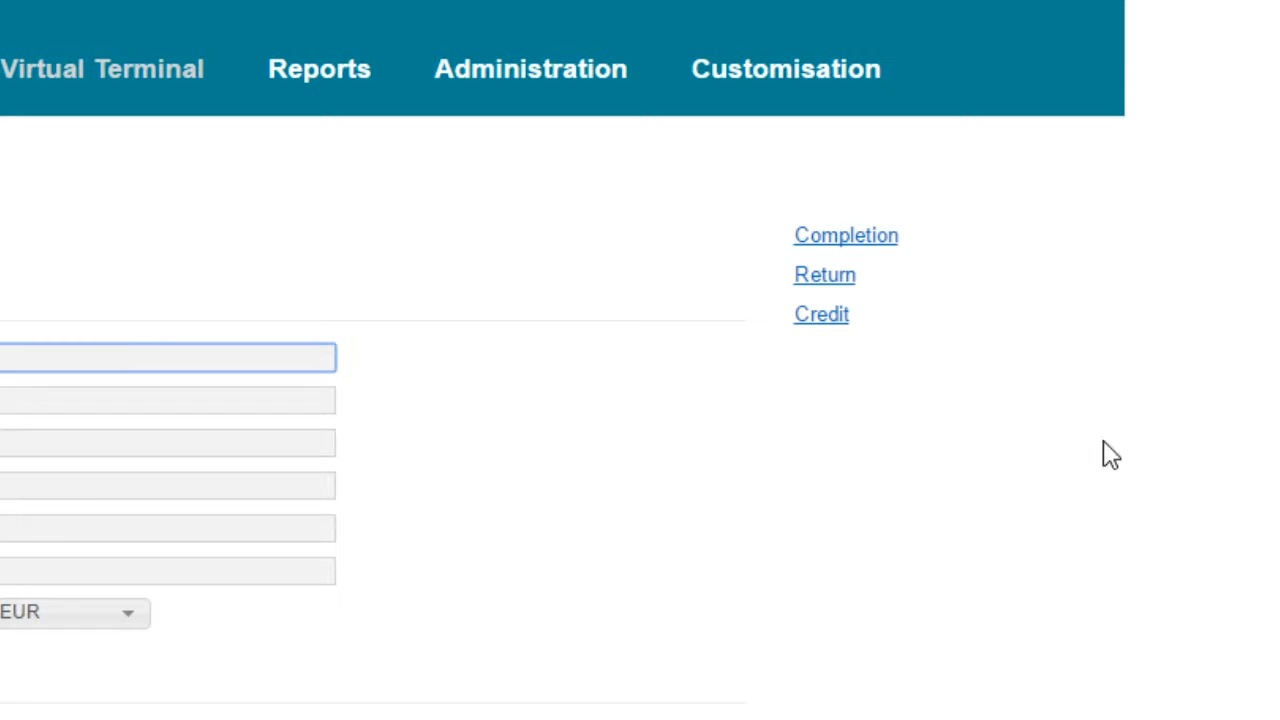 Virtual Terminal Reports Administration Customisation
Completion
Return
Credit
EUR